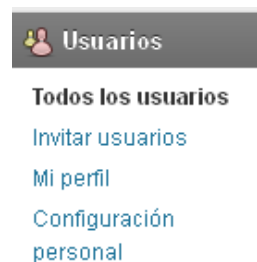 Usuarios
Todos los usuarios
Invitar usuarios
Mi perfil
Configuración
personal